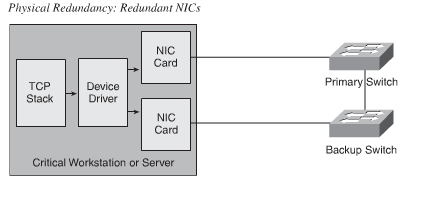 Physical Redundancy: Redundant NICs
NIC
Card
TCP
Stack
Device
Driver
NIC
Card
Critical Workstation or Server
Primary Switch
Backup Switch